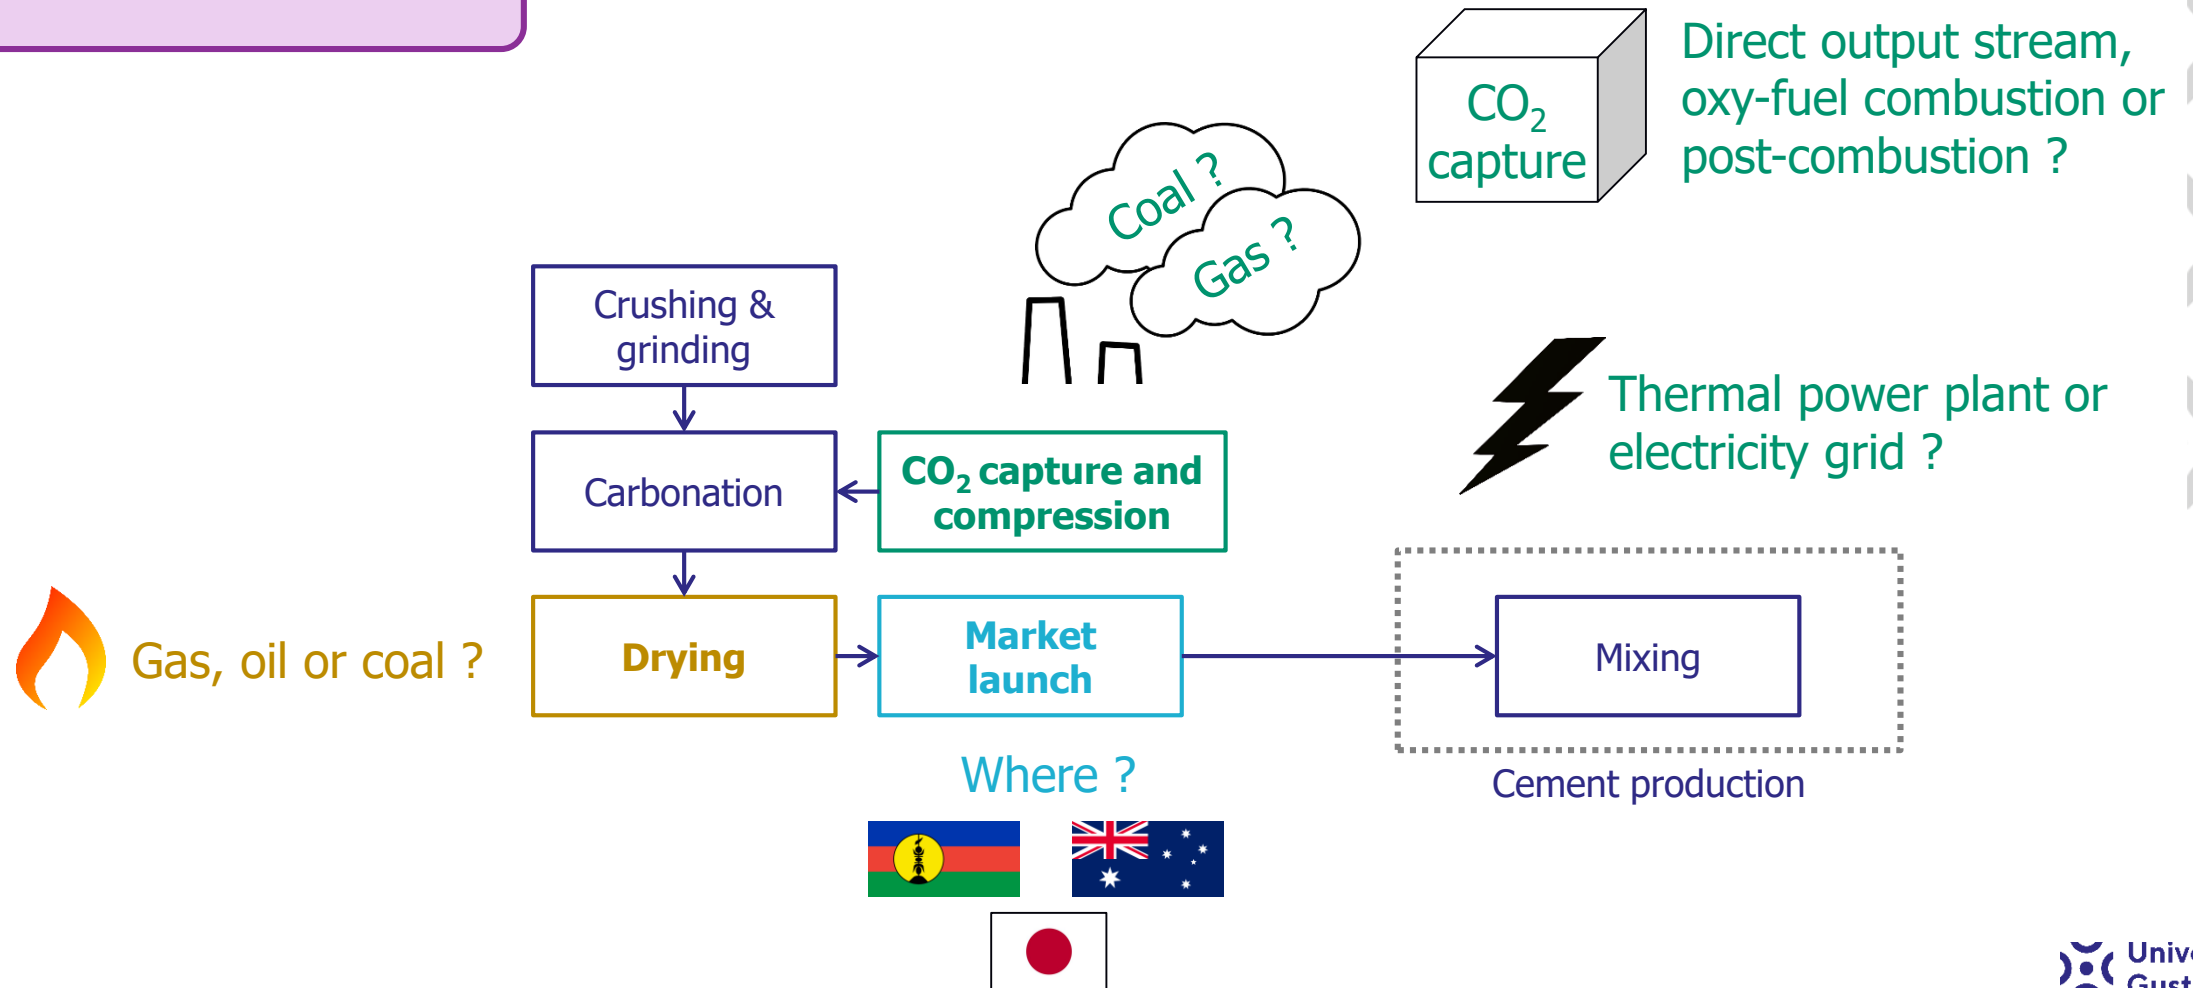 Direct output stream,
oxy-fuel combustion or
post-combustion ?
CO₂
capture
Coal ?
Gas ?
Crushing &
grinding
Thermal power plant or
electricity grid ?
Carbonation
CO₂ capture and
compression
Gas, oil or coal ?
Drying
Market
launch
Mixing
Where ?
Cement production